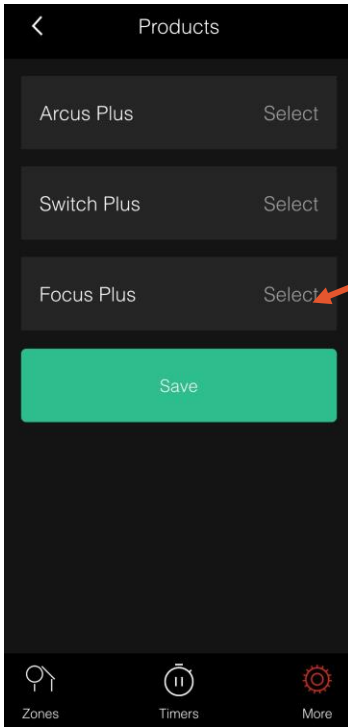 Products
Arcus Plus Select
Switch Plus Select
Focus Plus Select
Save
Zones Timers More